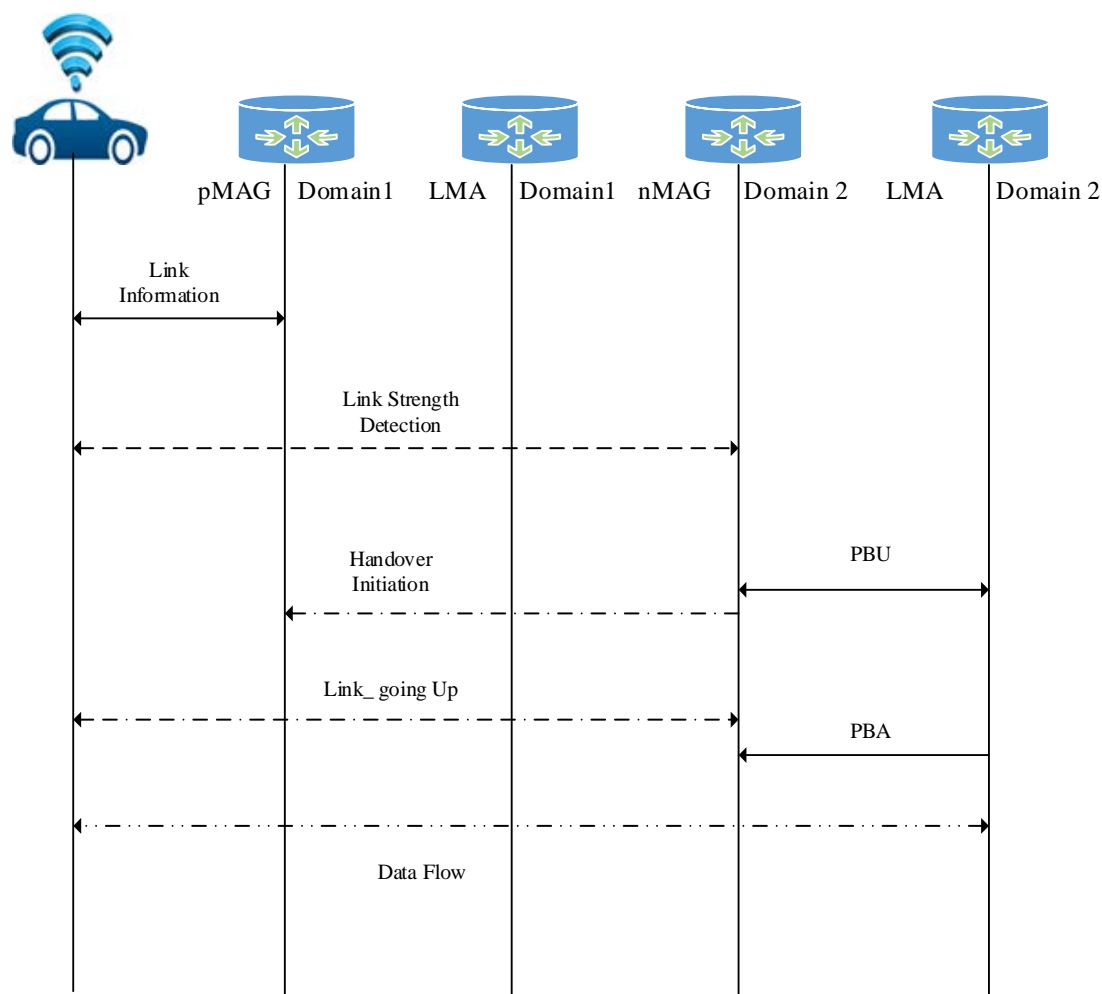 pMAG Domain1 LMA Domain1 nMAG Domain 2 LMA Domain 2
Link
Information
Link Strength
Detection
Handover
Initiation
PBU
Link_ going Up
PBA
Data Flow